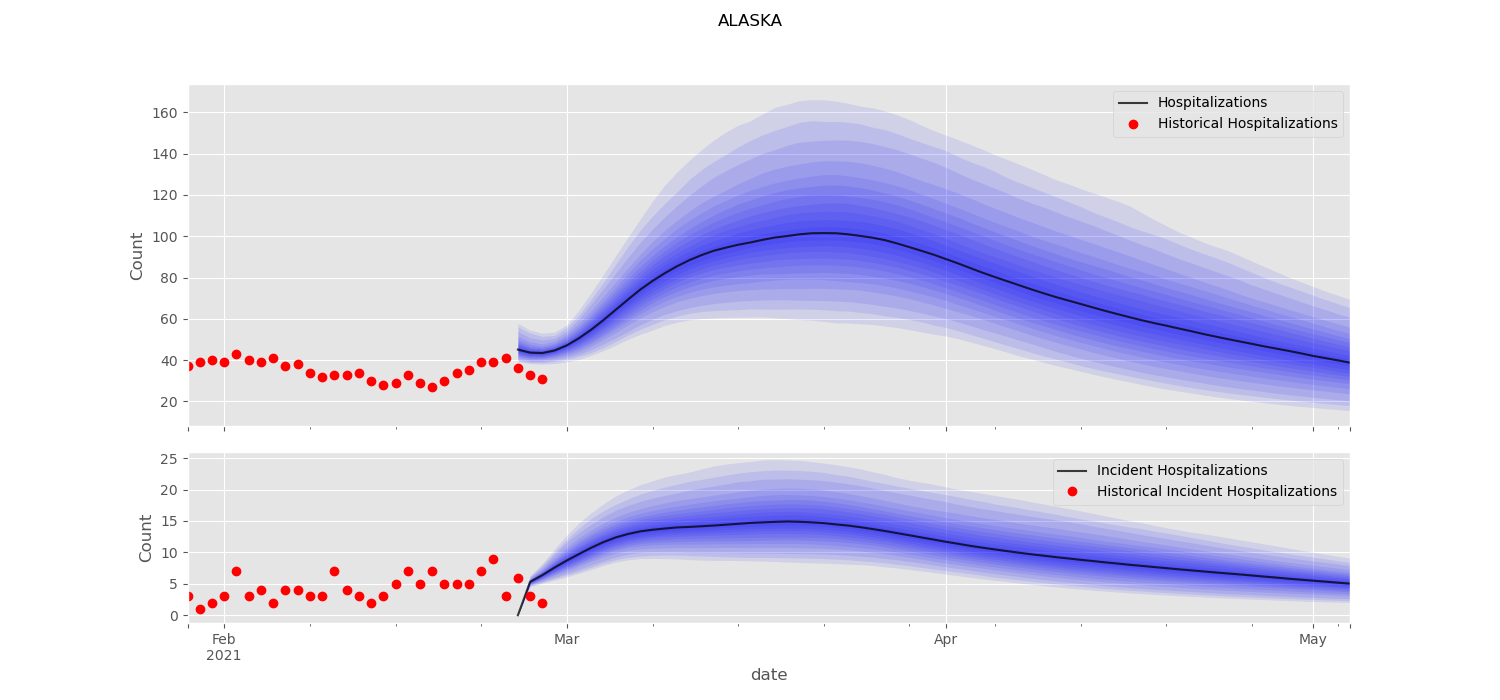 ALASKA
160
140
120
100
80
60
40
20
Count
Hospitalizations
Historical Hospitalizations
25
20
15
10
5
0
Count
Incident Hospitalizations
Historical Incident Hospitalizations
Feb
2021
Mar
Apr
May
date